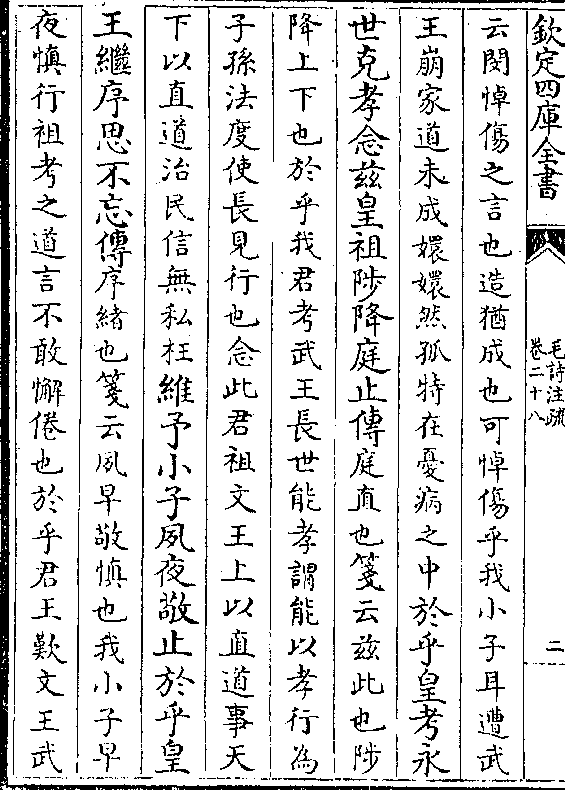 欽定四庫全書
毛詩注疏
卷二十八
二
云閔悼傷之言也造猶成也可悼傷乎我小子耳遭武
王崩家道未成嬛嬛然孤特在憂病之中於乎皇考永
世克孝念兹皇祖陟降庭止傳庭直也箋云兹此也陟
降上下也於乎我君考武王長世能孝謂能以孝行為
子孫法度使長見行也念此君祖文王上以直道事天
下以直道治民信無私枉維予小子夙夜敬止於乎皇
王繼序思不忘傳序緒也箋云夙早敬慎也我小子早
夜慎行祖考之道言不敢懈倦也於乎君王歎文王武